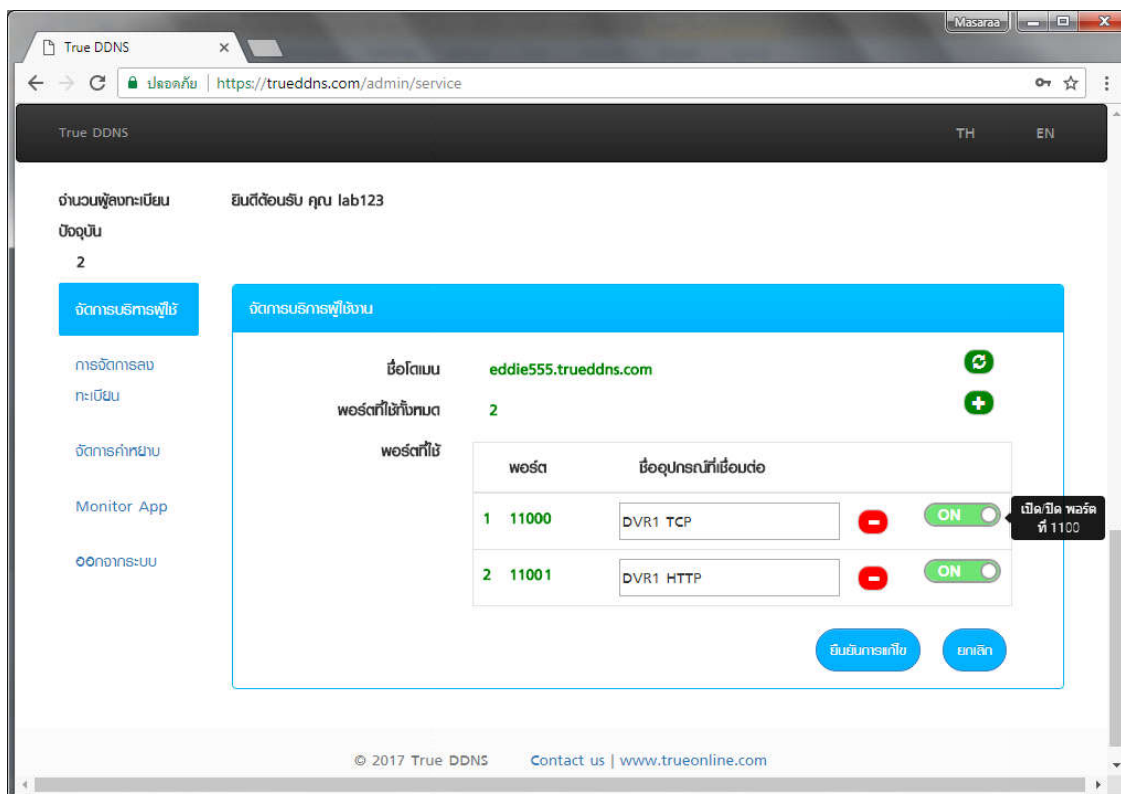 Masaraa
True DDNS
ปลอดภัย | https://trueddns.com/admin/service
True DDNS TH EN
จำนวนผู้ลงทะเบียน
ปัจจุบัน
2
ยินดีต้อนรับ คุณ lab123
จัดการบริการผู้ใช้
การจัดการลง
ทะเบียน
จัดการคำหยาบ
Monitor App
ออกจากระบบ
จัดการบริการผู้ใช้งาน
ชื่อโดเมน eddie555.trueddns.com
พอร์ตที่ใช้ทั้งหมด 2
พอร์ตที่ใช้
พอร์ต ชื่ออุปกรณ์ที่เชื่อมต่อ
1 11000 DVR1 TCP ON
เปิด/ปิด พอร์ต
ที่ 1100
2 11001 DVR1 HTTP ON
ยืนยันการแก้ไข ยกเลิก
© 2017 True DDNS Contact us | www.trueonline.com